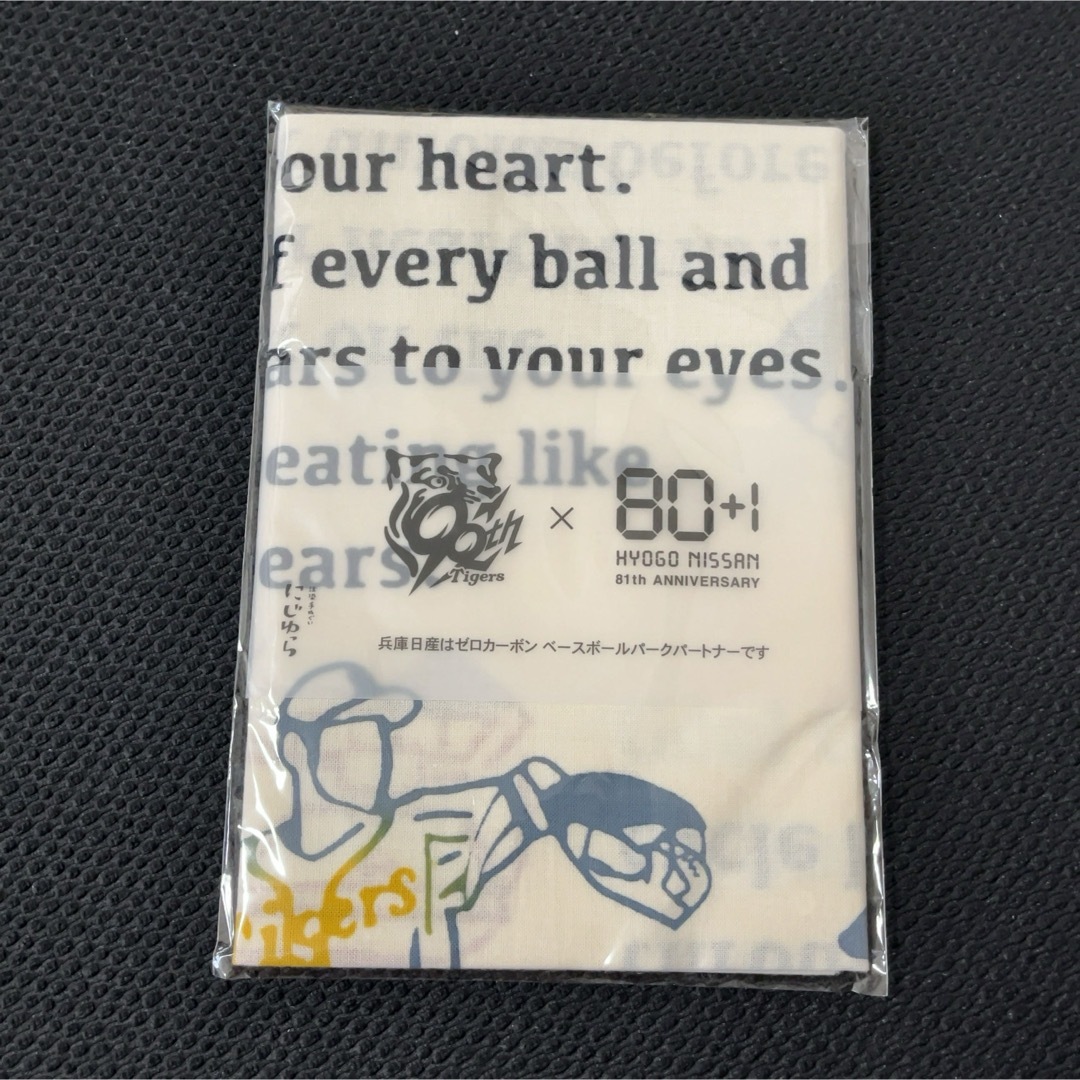 our heart.
f every ball and
ars to your eyes.
eating like
ears
90th
Tigers
×
80+1
HYOGO NISSAN
81th ANNIVERSARY
にじゆら
兵庫日産はゼロカーボン ベースボールパークパートナーです
Tigers
before